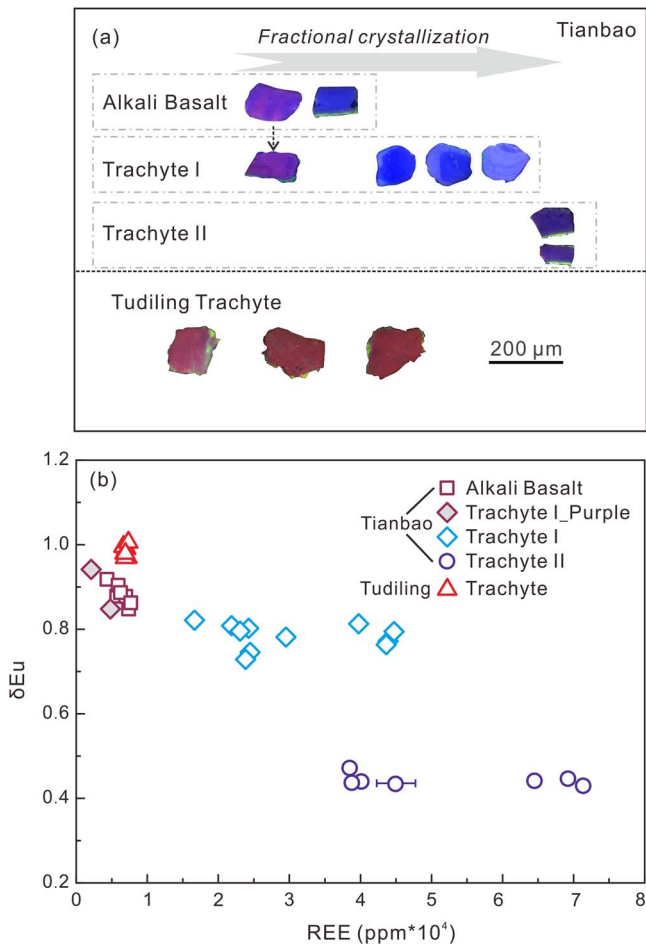 (a)
Fractional crystallization
Tianbao
Alkali Basalt
Trachyte I
Trachyte II
Tudiling Trachyte
200 μm
(b)
Alkali Basalt
Trachyte I_Purple
Tianbao
Trachyte I
Trachyte II
Tudiling
Trachyte
1.2
1.0
0.8
0.6
0.4
0.2
δEu
0 1 2 3 4 5 6 7 8
REE (ppm*10⁴)